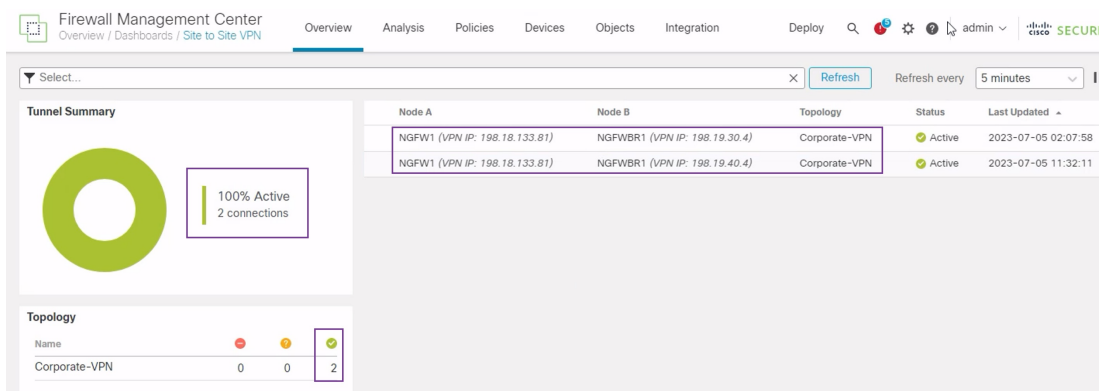 Firewall Management Center
Overview / Dashboards / Site to Site VPN
Overview Analysis Policies Devices Objects Integration Deploy 5 admin cisco SECURE
Select... Refresh Refresh every 5 minutes
Tunnel Summary
100% Active
2 connections
Node A Node B Topology Status Last Updated
NGFW1 (VPN IP: 198.18.133.81) NGFWBR1 (VPN IP: 198.19.30.4) Corporate-VPN Active 2023-07-05 02:07:58
NGFW1 (VPN IP: 198.18.133.81) NGFWBR1 (VPN IP: 198.19.40.4) Corporate-VPN Active 2023-07-05 11:32:11
Topology
Name
Corporate-VPN 0 0 2